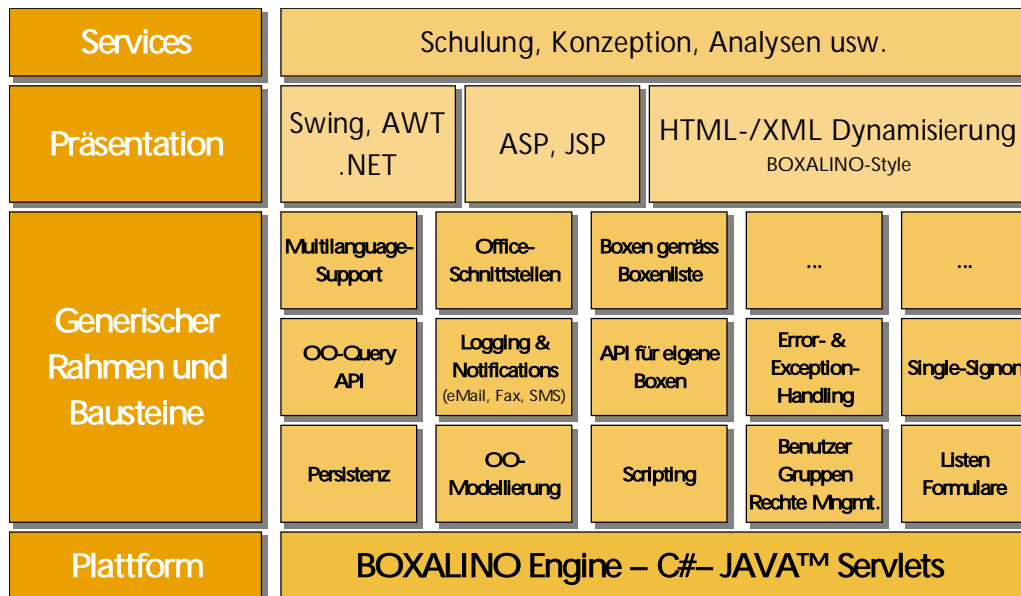 Services
Schulung, Konzeption, Analysen usw.
Präsentation
Swing, AWT
.NET
ASP, JSP
HTML-/XML Dynamisierung
BOXALINO-Style
Generischer
Rahmen und
Bausteine
Multilanguage-
Support
Office-
Schnittstellen
Boxen gemäss
Boxenliste
...
...
OO-Query
API
Logging &
Notifications
(eMail, Fax, SMS)
API für eigene
Boxen
Error- &
Exception-
Handling
Single-Signon
Persistenz
OO-
Modellierung
Scripting
Benutzer
Gruppen
Rechte Mngmt.
Listen
Formulare
Plattform
BOXALINO Engine – C#– JAVA™ Servlets